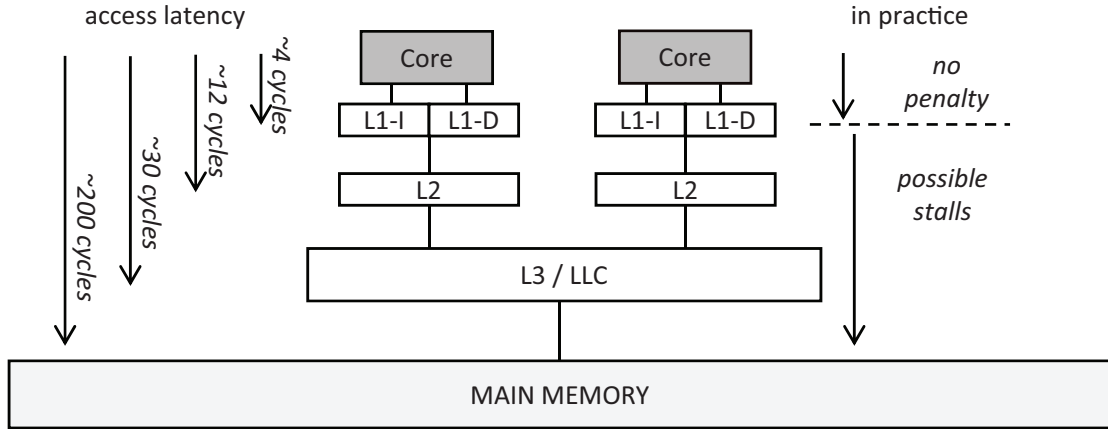 access latency
in practice
~4 cycles
~12 cycles
~30 cycles
~200 cycles
Core
Core
L1-I
L1-D
L1-I
L1-D
no
penalty
L2
L2
possible
stalls
L3 / LLC
MAIN MEMORY